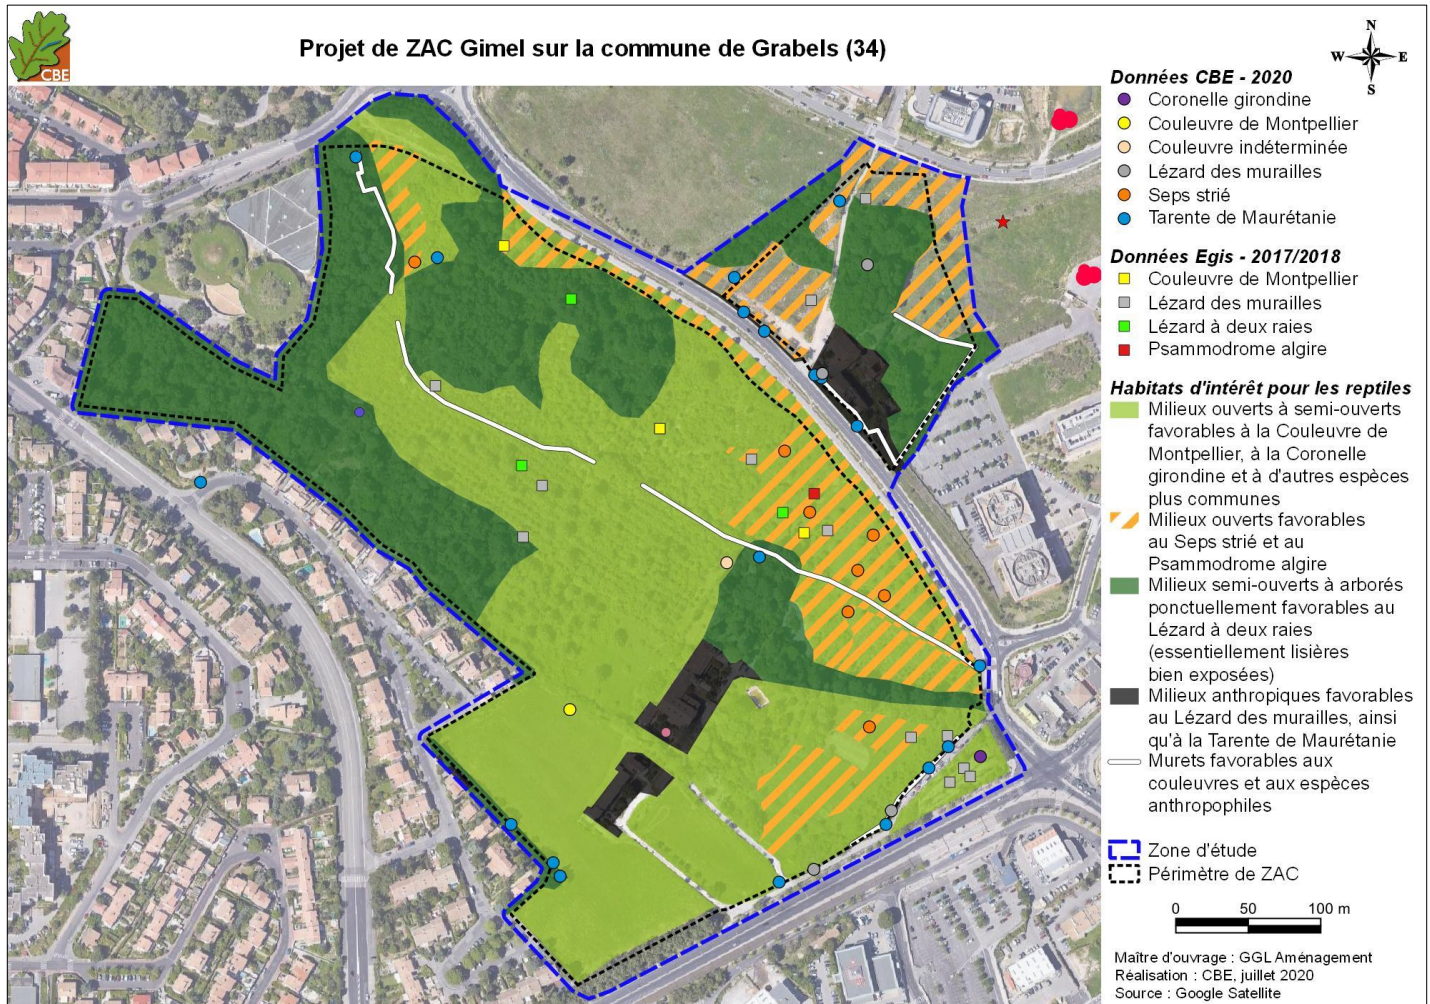 CBE
Projet de ZAC Gimel sur la commune de Grabels (34)
N
W E
S
Données CBE - 2020
Coronelle girondine
Couleuvre de Montpellier
Couleuvre indéterminée
Lézard des murailles
Seps strié
Tarente de Maurétanie
Données Egis - 2017/2018
Couleuvre de Montpellier
Lézard des murailles
Lézard à deux raies
Psammodrome algire
Habitats d'intérêt pour les reptiles
Milieux ouverts à semi-ouverts
favorables à la Couleuvre de
Montpellier, à la Coronelle
girondine et à d'autres espèces
plus communes
Milieux ouverts favorables
au Seps strié et au
Psammodrome algire
Milieux semi-ouverts à arborés
ponctuellement favorables au
Lézard à deux raies
(essentiellement lisières
bien exposées)
Milieux anthropiques favorables
au Lézard des murailles, ainsi
qu'à la Tarente de Maurétanie
Murets favorables aux
couleuvres et aux espèces
anthropophiles
Zone d'étude
Périmètre de ZAC
0 50 100 m
Maître d'ouvrage : GGL Aménagement
Réalisation : CBE, juillet 2020
Source : Google Satellite